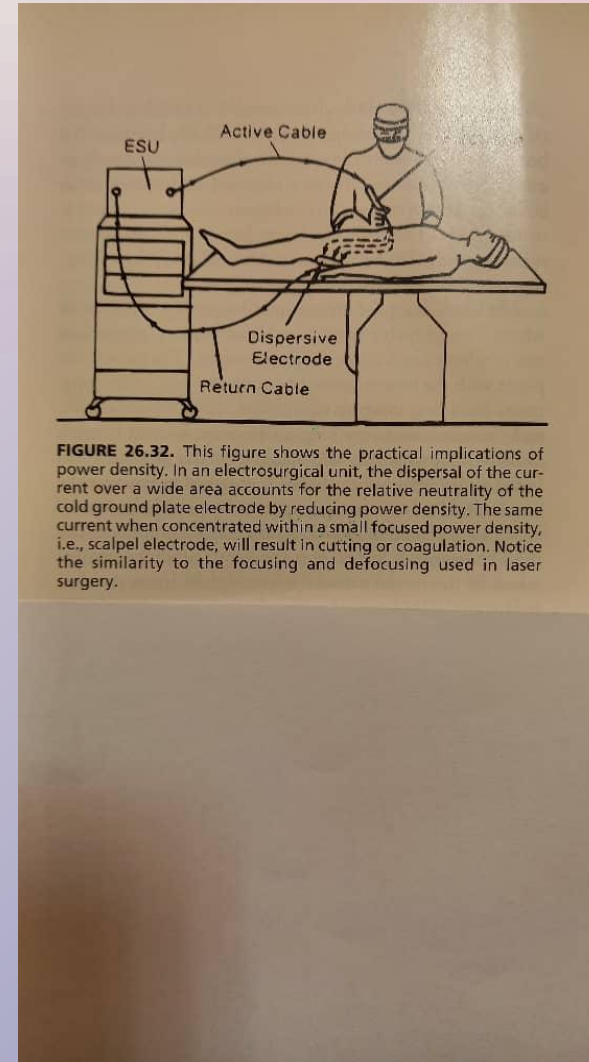 ESU
Active Cable
Dispersive
Electrode
Return Cable
FIGURE 26.32. This figure shows the practical implications of
power density. In an electrosurgical unit, the dispersal of the cur-
rent over a wide area accounts for the relative neutrality of the
cold ground plate electrode by reducing power density. The same
current when concentrated within a small focused power density,
i.e., scalpel electrode, will result in cutting or coagulation. Notice
the similarity to the focusing and defocusing used in laser
surgery.